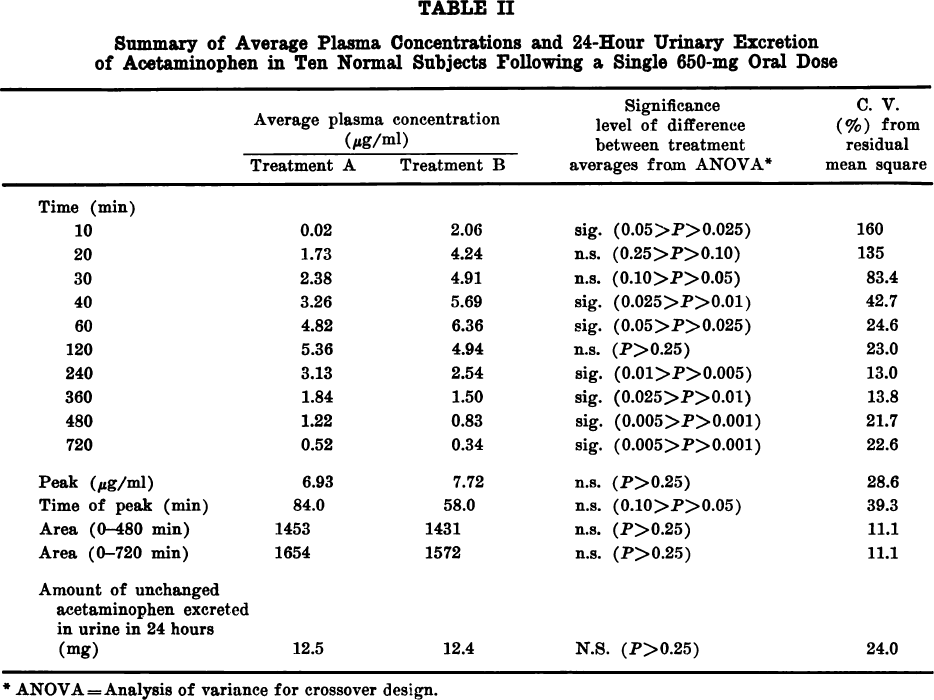 TABLE II
Summary of Average Plasma Concentrations and 24-Hour Urinary Excretion
of Acetaminophen in Ten Normal Subjects Following a Single 650-mg Oral Dose
Average plasma concentration
(µg/ml)
Treatment A Treatment B
Significance
level of difference
between treatment
averages from ANOVA*
C. V.
(%) from
residual
mean square
Time (min)
10 0.02 2.06 sig. (0.05>P>0.025) 160
20 1.73 4.24 n.s. (0.25>P>0.10) 135
30 2.38 4.91 n.s. (0.10>P>0.05) 83.4
40 3.26 5.69 sig. (0.025>P>0.01) 42.7
60 4.82 6.36 sig. (0.05>P>0.025) 24.6
120 5.36 4.94 n.s. (P>0.25) 23.0
240 3.13 2.54 sig. (0.01>P>0.005) 13.0
360 1.84 1.50 sig. (0.025>P>0.01) 13.8
480 1.22 0.83 sig. (0.005>P>0.001) 21.7
720 0.52 0.34 sig. (0.005>P>0.001) 22.6
Peak (µg/ml) 6.93 7.72 n.s. (P>0.25) 28.6
Time of peak (min) 84.0 58.0 n.s. (0.10>P>0.05) 39.3
Area (0–480 min) 1453 1431 n.s. (P>0.25) 11.1
Area (0–720 min) 1654 1572 n.s. (P>0.25) 11.1
Amount of unchanged
acetaminophen excreted
in urine in 24 hours
(mg) 12.5 12.4 N.S. (P>0.25) 24.0
* ANOVA=Analysis of variance for crossover design.